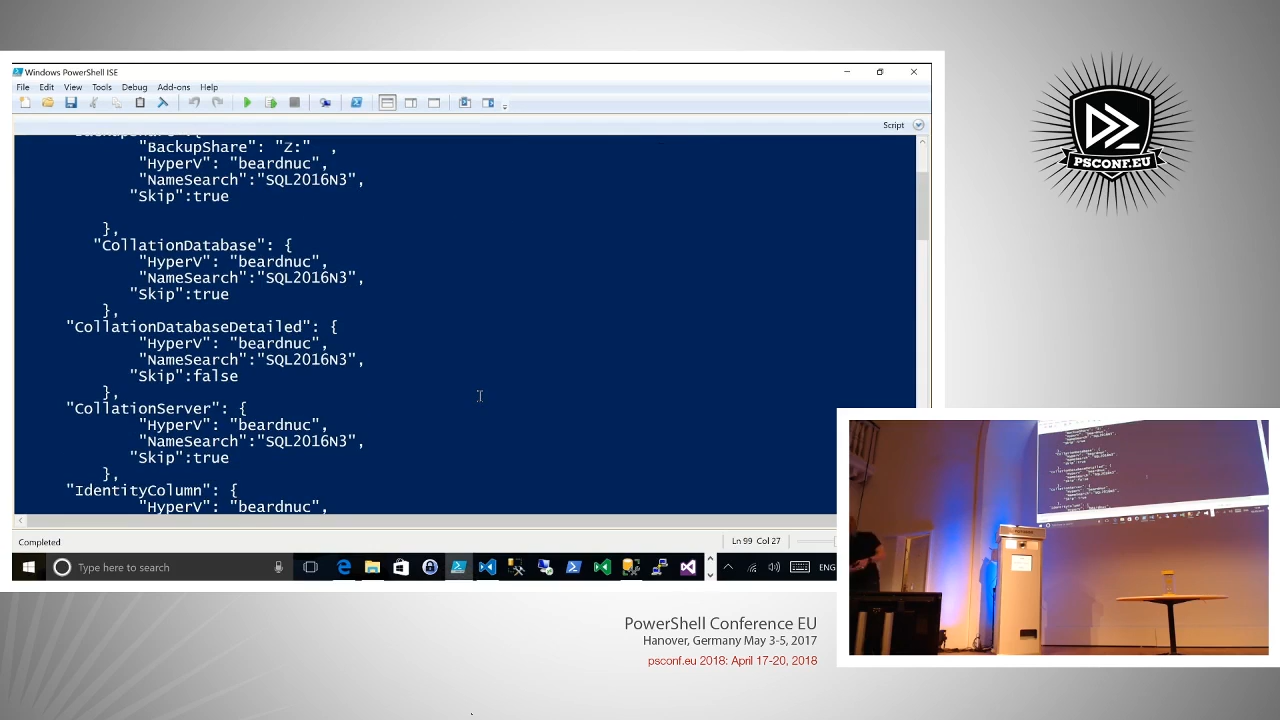 Windows PowerShell ISE
File Edit View Tools Debug Add-ons Help
Script
"BackupShare": "Z:" ,
"HyperV": "beardnuc",
"NameSearch":"SQL2016N3",
"Skip":true
},
"CollationDatabase": {
"HyperV": "beardnuc",
"NameSearch":"SQL2016N3",
"Skip":true
},
"CollationDatabaseDetailed": {
"HyperV": "beardnuc",
"NameSearch":"SQL2016N3",
"Skip":false
},
"CollationServer": {
"HyperV": "beardnuc",
"NameSearch":"SQL2016N3",
"Skip":true
},
"IdentityColumn": {
"HyperV": "beardnuc",
Completed
Ln 99 Col 27
Type here to search
ENG
PSCONF.EU
PowerShell Conference EU
Hanover, Germany May 3-5, 2017
psconf.eu 2018: April 17-20, 2018